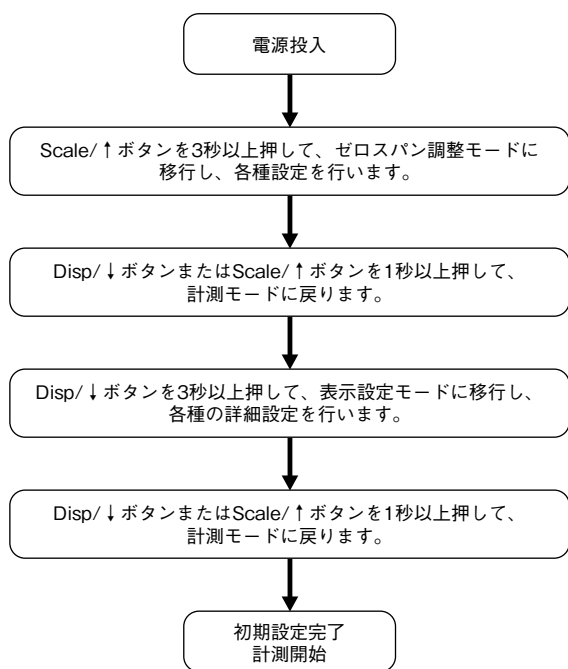 電源投入
Scale/↑ボタンを3秒以上押して、ゼロスパン調整モードに
移行し、各種設定を行います。
Disp/↓ボタンまたはScale/↑ボタンを1秒以上押して、
計測モードに戻ります。
Disp/↓ボタンを3秒以上押して、表示設定モードに移行し、
各種の詳細設定を行います。
Disp/↓ボタンまたはScale/↑ボタンを1秒以上押して、
計測モードに戻ります。
初期設定完了
計測開始